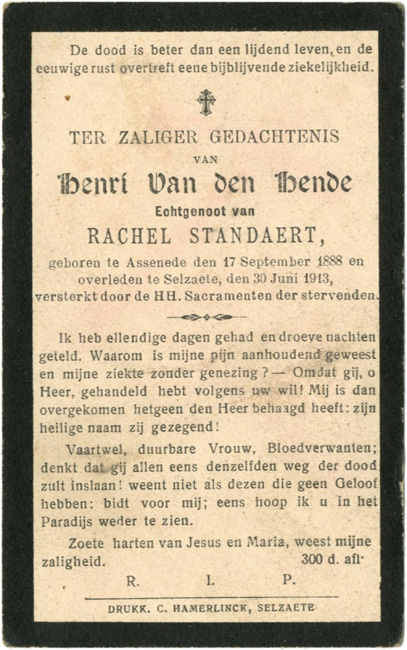 De dood is beter dan een lijdend leven, en de
eeuwige rust overtreft eene bijblijvende ziekelijkheid.
TER ZALIGER GEDACHTENIS
VAN
Henri Van den Hende
Echtgenoot van
RACHEL STANDAERT,
geboren te Assenede den 17 September 1888 en
overleden te Selzaete, den 30 Juni 1913,
versterkt door de HH. Sacramenten der stervenden.
Ik heb ellendige dagen gehad en droeve nachten
geteld. Waarom is mijne pijn aanhoudend geweest
en mijne ziekte zonder genezing ? — Omdat gij, o
Heer, gehandeld hebt volgens uw wil! Mij is dan
overgekomen hetgeen den Heer behaagd heeft: zijn
heilige naam zij gezegend!
Vaartwel, duurbare Vrouw, Bloedverwanten;
denkt dat gij allen eens denzelfden weg der dood
zult inslaan! weent niet als dezen die geen Geloof
hebben: bidt voor mij; eens hoop ik u in het
Paradijs weder te zien.
Zoete harten van Jesus en Maria, weest mijne
zaligheid. 300 d. afl.
R. I. P.
DRUKK. C. HAMERLINCK, SELZAETE